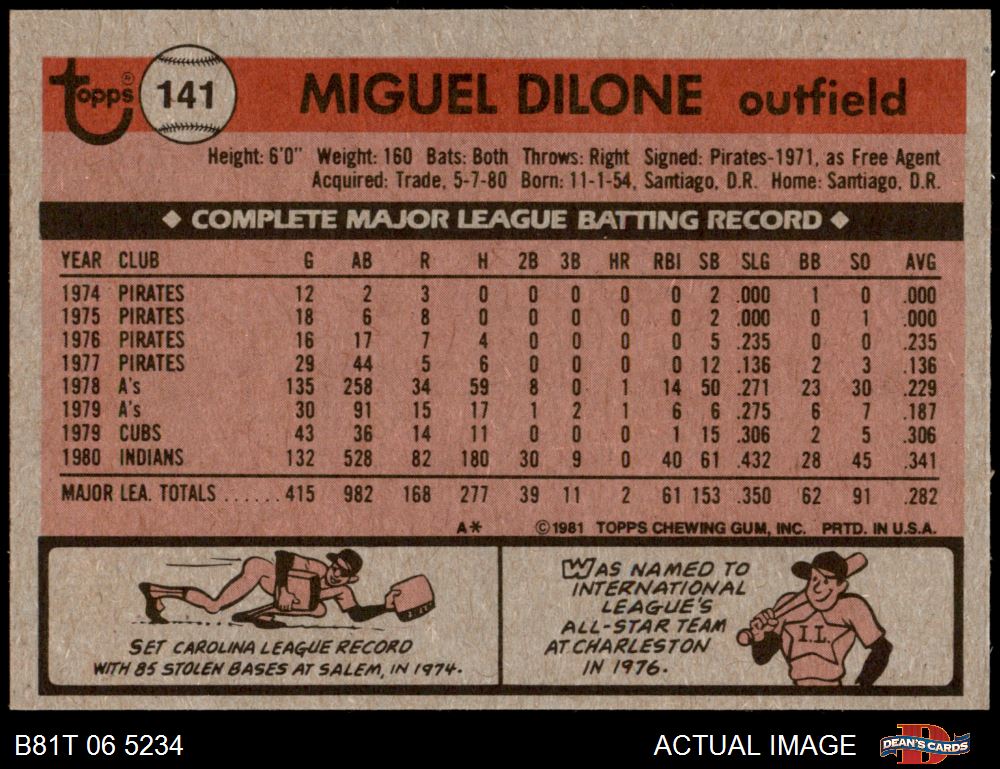 topps® 141 MIGUEL DILONE outfield
Height: 6'0" Weight: 160 Bats: Both Throws: Right Signed: Pirates-1971, as Free Agent
Acquired: Trade, 5-7-80 Born: 11-1-54, Santiago, D.R. Home: Santiago, D.R.
◆ COMPLETE MAJOR LEAGUE BATTING RECORD ◆
YEAR CLUB G AB R H 2B 3B HR RBI SB SLG BB SO AVG
1974 PIRATES 12 2 3 0 0 0 0 0 2 .000 1 0 .000
1975 PIRATES 18 6 8 0 0 0 0 0 2 .000 0 1 .000
1976 PIRATES 16 17 7 4 0 0 0 0 5 .235 0 0 .235
1977 PIRATES 29 44 5 6 0 0 0 0 12 .136 2 3 .136
1978 A's 135 258 34 59 8 0 1 14 50 .271 23 30 .229
1979 A's 30 91 15 17 1 2 1 6 6 .275 6 7 .187
1979 CUBS 43 36 14 11 0 0 0 1 15 .306 2 5 .306
1980 INDIANS 132 528 82 180 30 9 0 40 61 .432 28 45 .341
MAJOR LEA. TOTALS ...... 415 982 168 277 39 11 2 61 153 .350 62 91 .282
A* ©1981 TOPPS CHEWING GUM, INC. PRTD. IN U.S.A.
SET CAROLINA LEAGUE RECORD
WITH 85 STOLEN BASES AT SALEM, IN 1974.
WAS NAMED TO
INTERNATIONAL
LEAGUE'S
ALL-STAR TEAM
AT CHARLESTON
IN 1976.
I.L.
B81T 06 5234 ACTUAL IMAGE DEAN'S CARDS